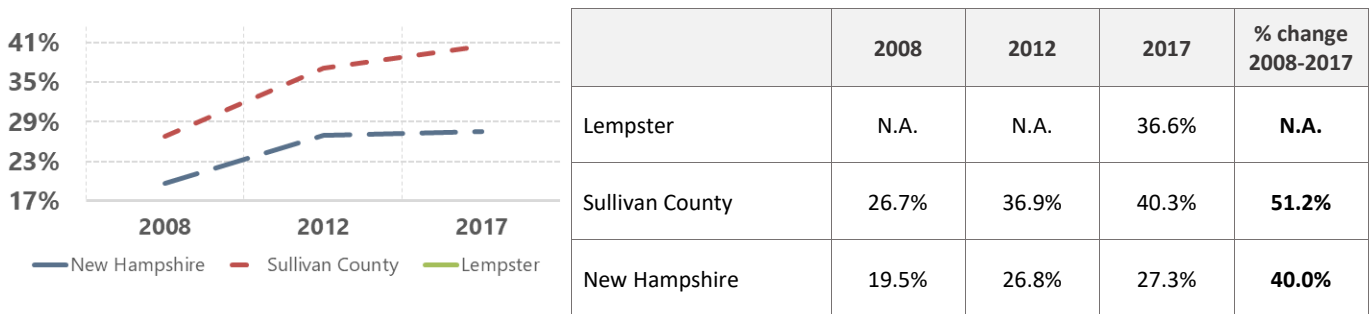 41%
35%
29%
23%
17%
2008 2012 2017
New Hampshire Sullivan County Lempster
2008 2012 2017 % change
2008-2017
Lempster N.A. N.A. 36.6% N.A.
Sullivan County 26.7% 36.9% 40.3% 51.2%
New Hampshire 19.5% 26.8% 27.3% 40.0%